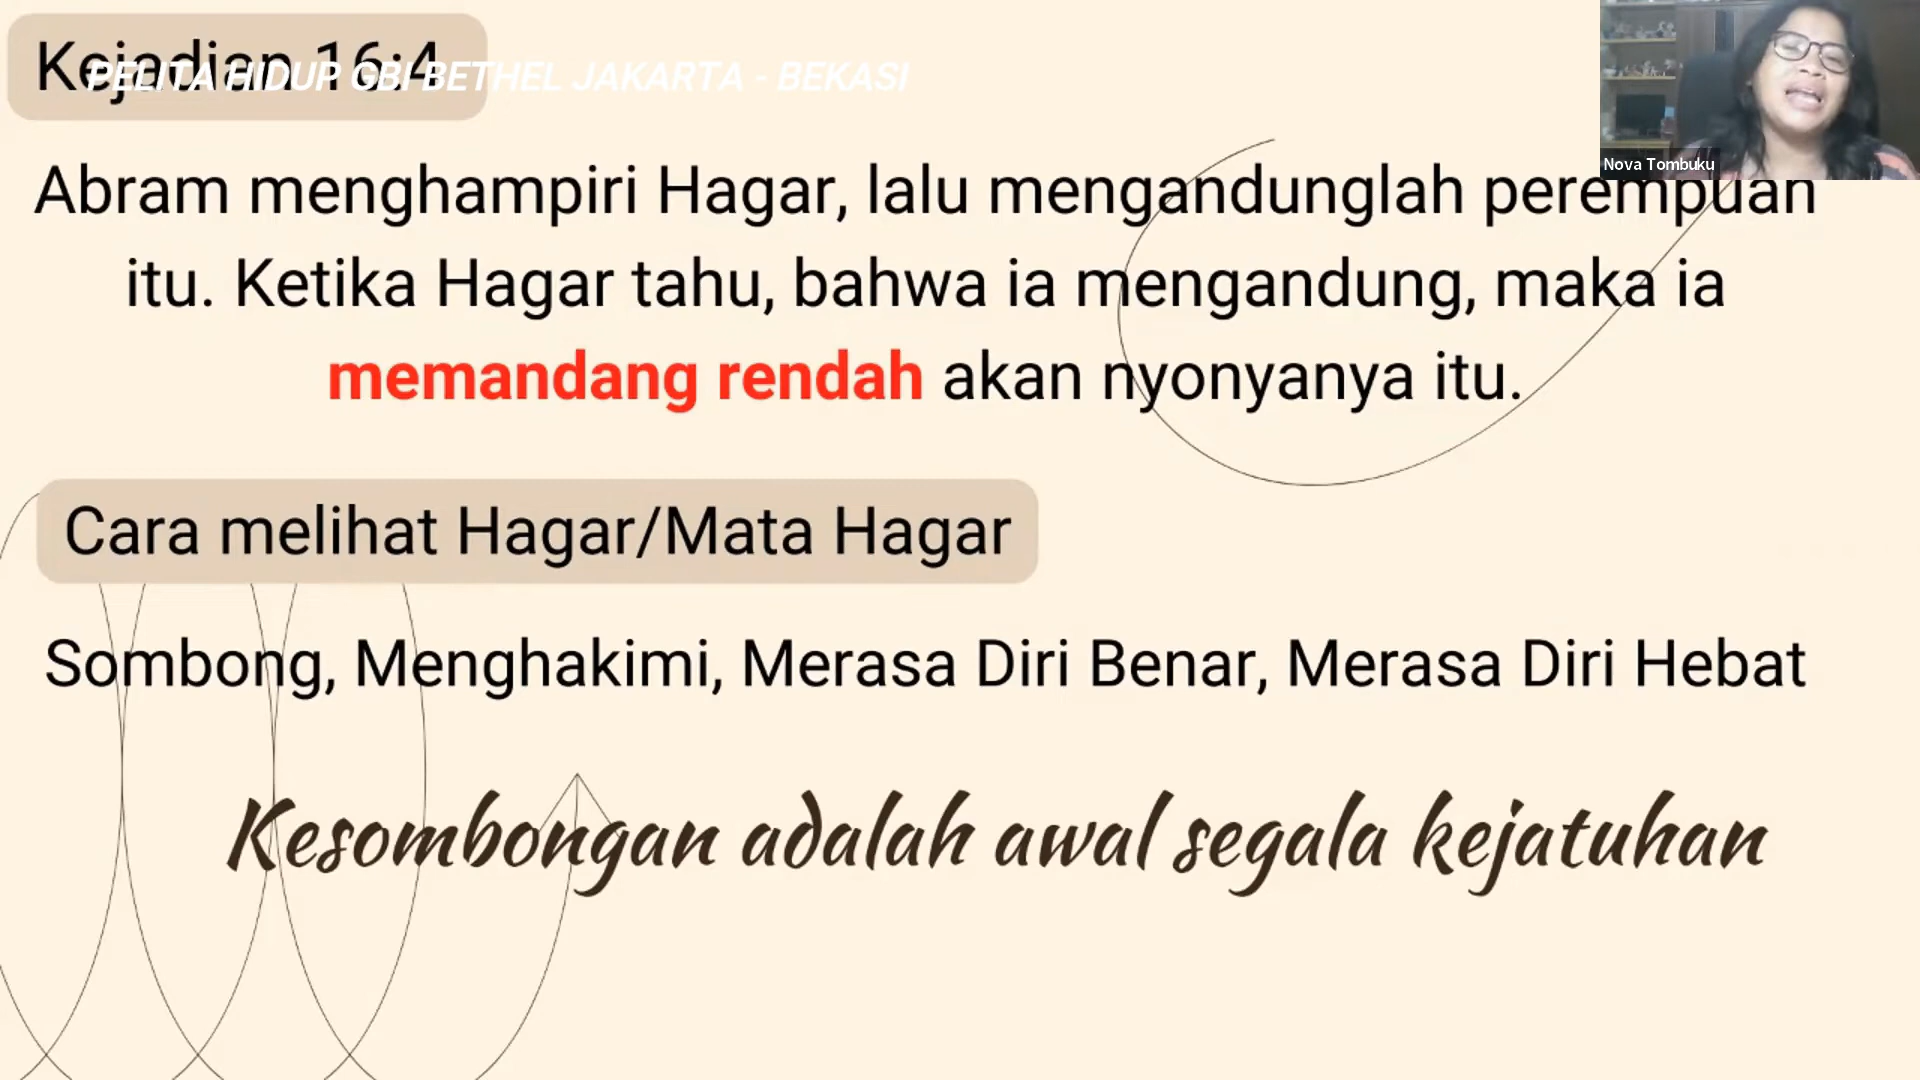 Kejadian 16:4
PELITA HIDUP GBI BETHEL JAKARTA - BEKASI
Nova Tombuku
Abram menghampiri Hagar, lalu mengandunglah perempuan
itu. Ketika Hagar tahu, bahwa ia mengandung, maka ia
memandang rendah akan nyonyanya itu.
Cara melihat Hagar/Mata Hagar
Sombong, Menghakimi, Merasa Diri Benar, Merasa Diri Hebat
Kesombongan adalah awal segala kejatuhan